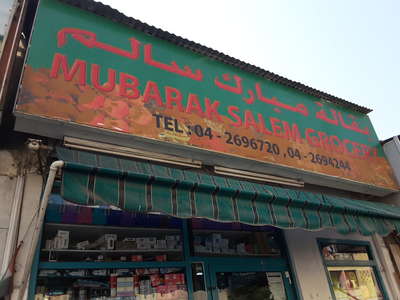 بقالة مبارك سالم
MUBARAK SALEM GROCERY
TEL : 04 - 2696720 , 04 - 2694244